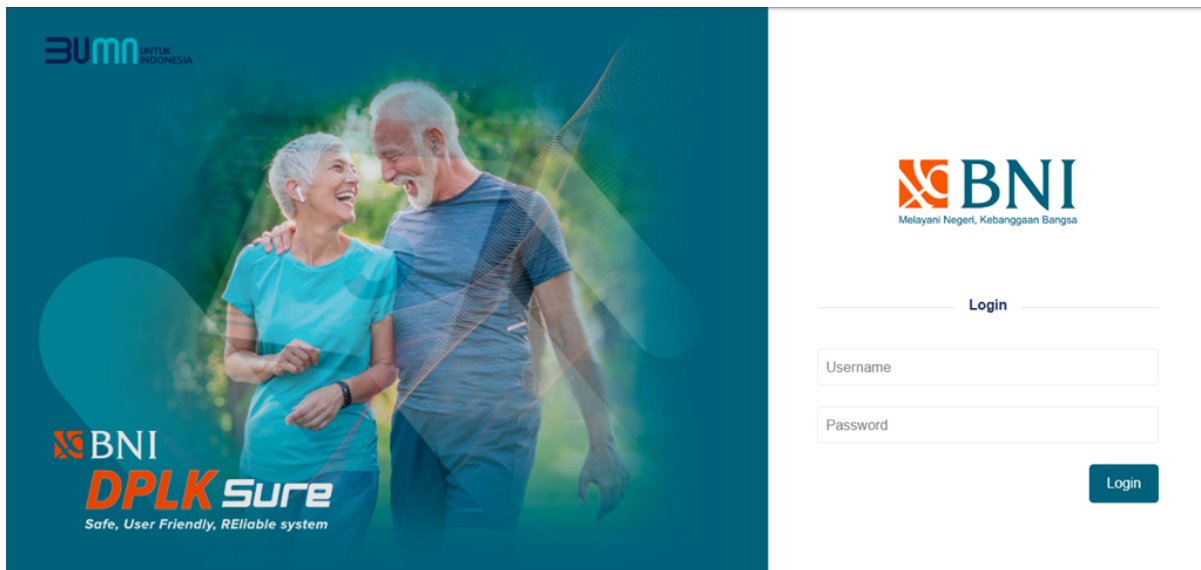 BUMN UNTUK
INDONESIA
BNI
DPLK Sure
Safe, User Friendly, REliable system
BNI
Melayani Negeri, Kebanggaan Bangsa
Login
Username
Password
Login